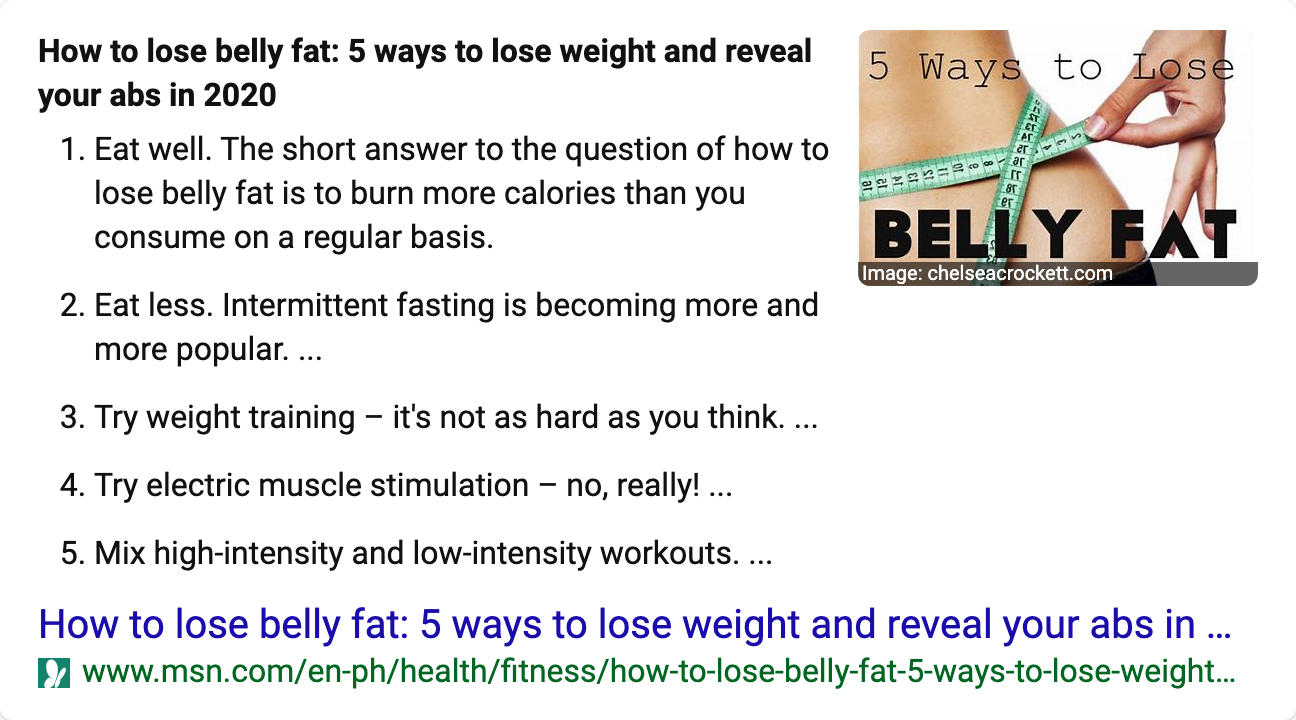 How to lose belly fat: 5 ways to lose weight and reveal
your abs in 2020
1. Eat well. The short answer to the question of how to
lose belly fat is to burn more calories than you
consume on a regular basis.
2. Eat less. Intermittent fasting is becoming more and
more popular. ...
3. Try weight training – it's not as hard as you think. ...
4. Try electric muscle stimulation – no, really! ...
5. Mix high-intensity and low-intensity workouts. ...
5 Ways to Lose
BELLY FAT
Image: chelseacrockett.com
How to lose belly fat: 5 ways to lose weight and reveal your abs in ...
www.msn.com/en-ph/health/fitness/how-to-lose-belly-fat-5-ways-to-lose-weight...